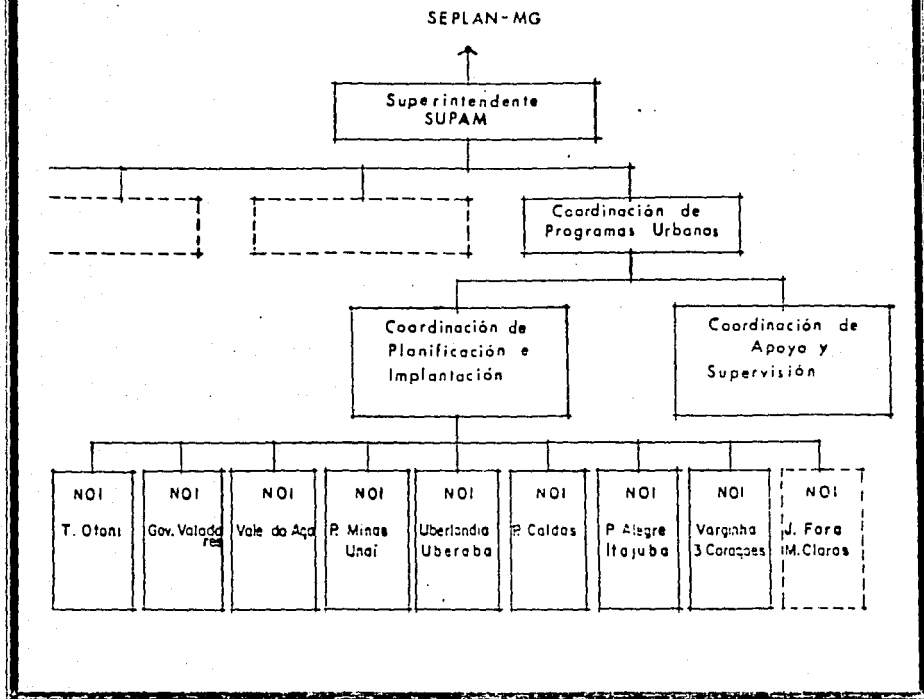 SEPLAN-MG
Superintendente
SUPAM
Coordinación de
Programas Urbanos
Coordinación de
Planificación e
Implantación
Coordinación de
Apoyo y
Supervisión
NOI
T. Otoni
NOI
Gov. Valada
res
NOI
Vale do Aço
NOI
P. Minas
Unaí
NOI
Uberlandia
Uberaba
NOI
P. Caldas
NOI
P. Alegre
Itajuba
NOI
Varginha
3 Coraçoes
NOI
J. Fora
M. Claros